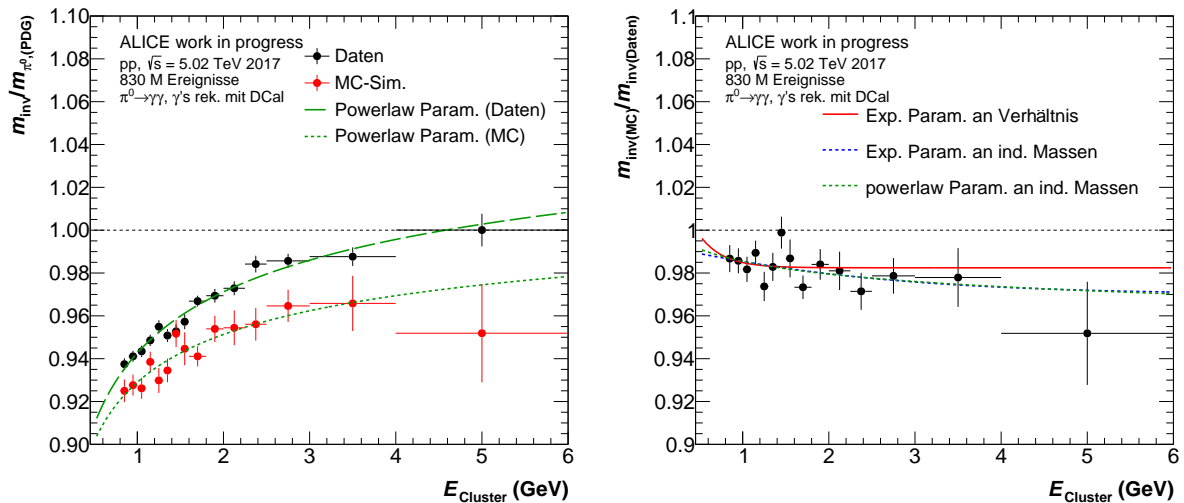 m_inv/m_π⁰,(PDG)
1.10
1.08
1.06
1.04
1.02
1.00
0.98
0.96
0.94
0.92
0.90
ALICE work in progress
pp, √s = 5.02 TeV 2017
830 M Ereignisse
π⁰→γγ, γ's rek. mit DCal
Daten
MC-Sim.
Powerlaw Param. (Daten)
Powerlaw Param. (MC)
1 2 3 4 5 6
E_Cluster (GeV)
m_inv(MC)/m_inv(Daten)
1.1
1.08
1.06
1.04
1.02
1
0.98
0.96
0.94
0.92
0.9
ALICE work in progress
pp, √s = 5.02 TeV 2017
830 M Ereignisse
π⁰→γγ, γ's rek. mit DCal
Exp. Param. an Verhältnis
Exp. Param. an ind. Massen
powerlaw Param. an ind. Massen
1 2 3 4 5 6
E_Cluster (GeV)